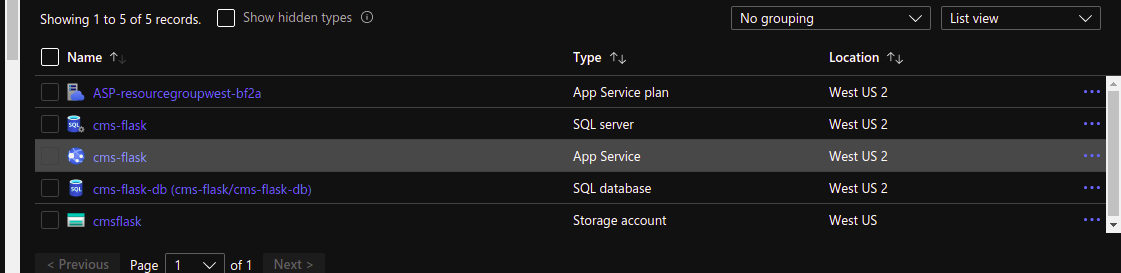 Showing 1 to 5 of 5 records. Show hidden types No grouping List view
Name Type Location
ASP-resourcegroupwest-bf2a App Service plan West US 2
SQL cms-flask SQL server West US 2
cms-flask App Service West US 2
SQL cms-flask-db (cms-flask/cms-flask-db) SQL database West US 2
cmsflask Storage account West US
< Previous Page 1 of 1 Next >